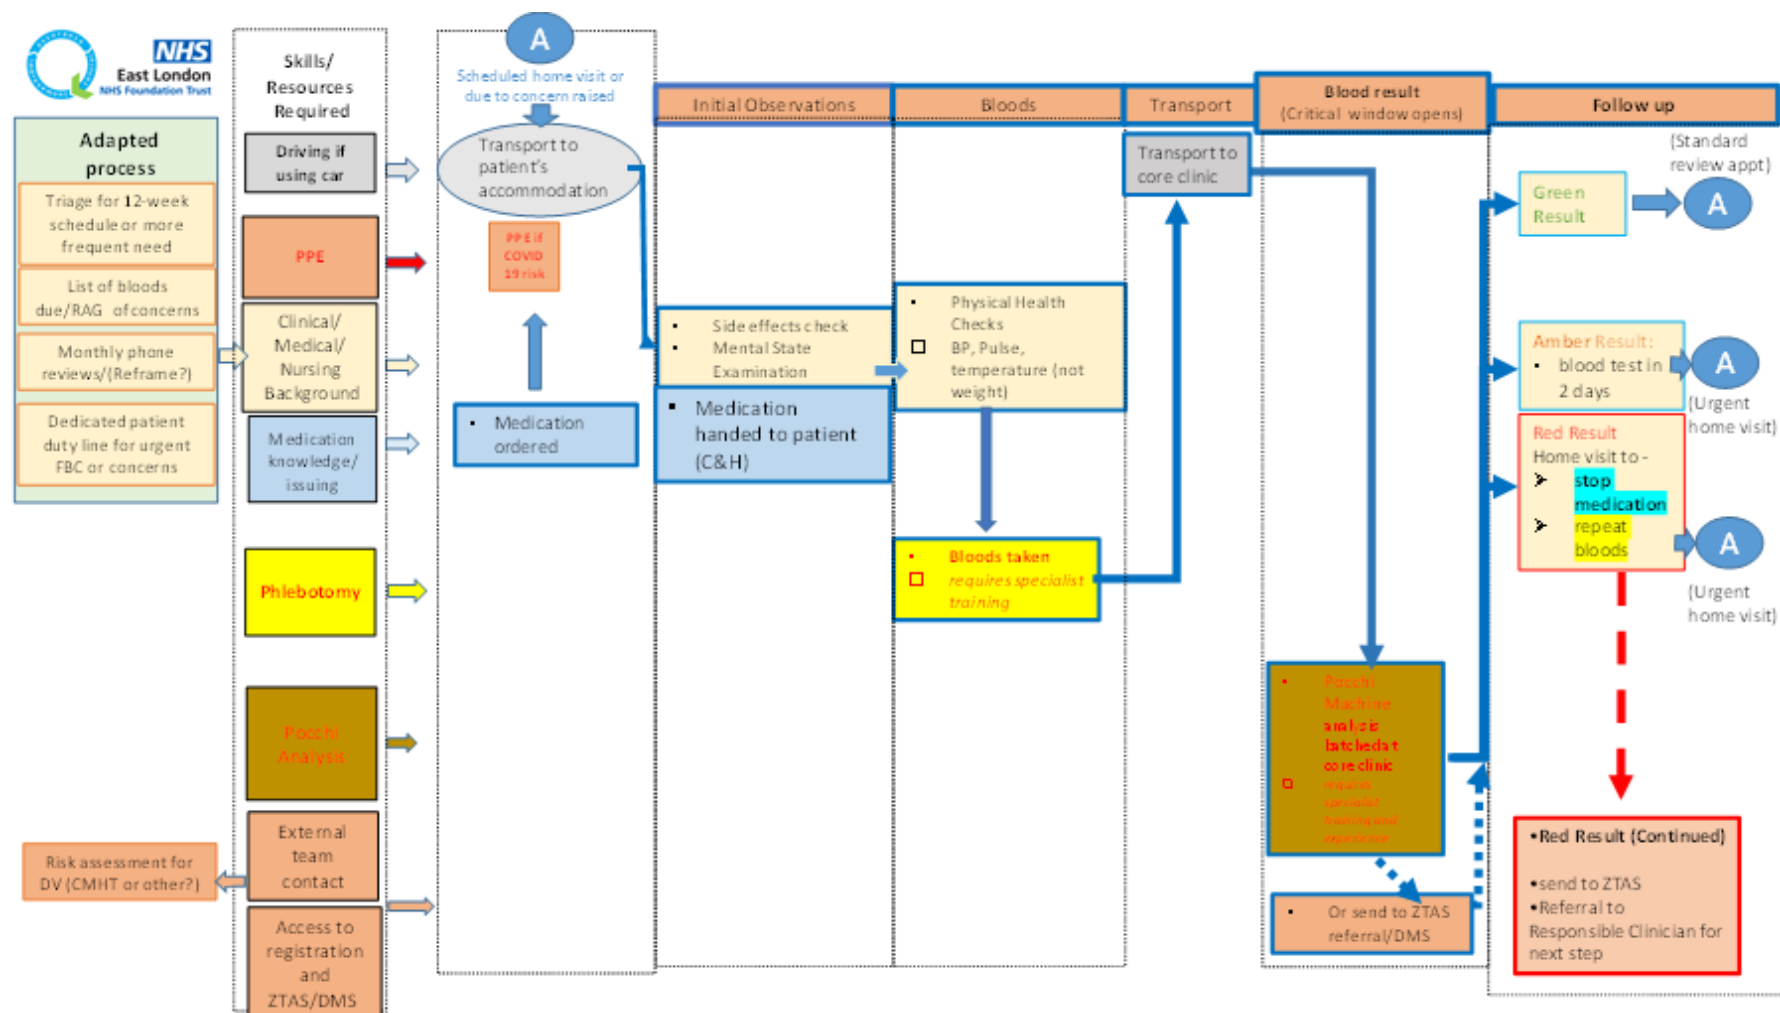 NHS
East London
NHS Foundation Trust
Adapted
process
Triage for 12-week
schedule or more
frequent need
List of bloods
due/RAG of concerns
Monthly phone
reviews/(Reframe?)
Dedicated patient
duty line for urgent
FBC or concerns
Risk assessment for
DV (CMHT or other?)
Skills/
Resources
Required
Driving if
using car
PPE
Clinical/
Medical/
Nursing
Background
Medication
knowledge/
issuing
Phlebotomy
Pocchi
Analysis
External
team
contact
Access to
registration
and
ZTAS/DMS
A
Scheduled home visit or
due to concern raised
Transport to
patient's
accommodation
PPE if
COVID
19 risk
▪ Medication
ordered
Initial Observations
▪ Side effects check
▪ Mental State
Examination
▪ Medication
handed to patient
(C&H)
Bloods
▪ Physical Health
Checks
□ BP, Pulse,
temperature (not
weight)
▪ Bloods taken
□ requires specialist
training
Transport
Transport to
core clinic
Blood result
(Critical window opens)
▪ Pocchi
Machine
analysis
batched at
core clinic
□ requires
specialist
training and
experience
▪ Or send to ZTAS
referral/DMS
Follow up
(Standard
review appt)
Green
Result
A
Amber Result:
▪ blood test in
2 days
A
(Urgent
home visit)
Red Result
Home visit to -
➢ stop
medication
➢ repeat
bloods
A
(Urgent
home visit)
•Red Result (Continued)
•send to ZTAS
•Referral to
Responsible Clinician for
next step